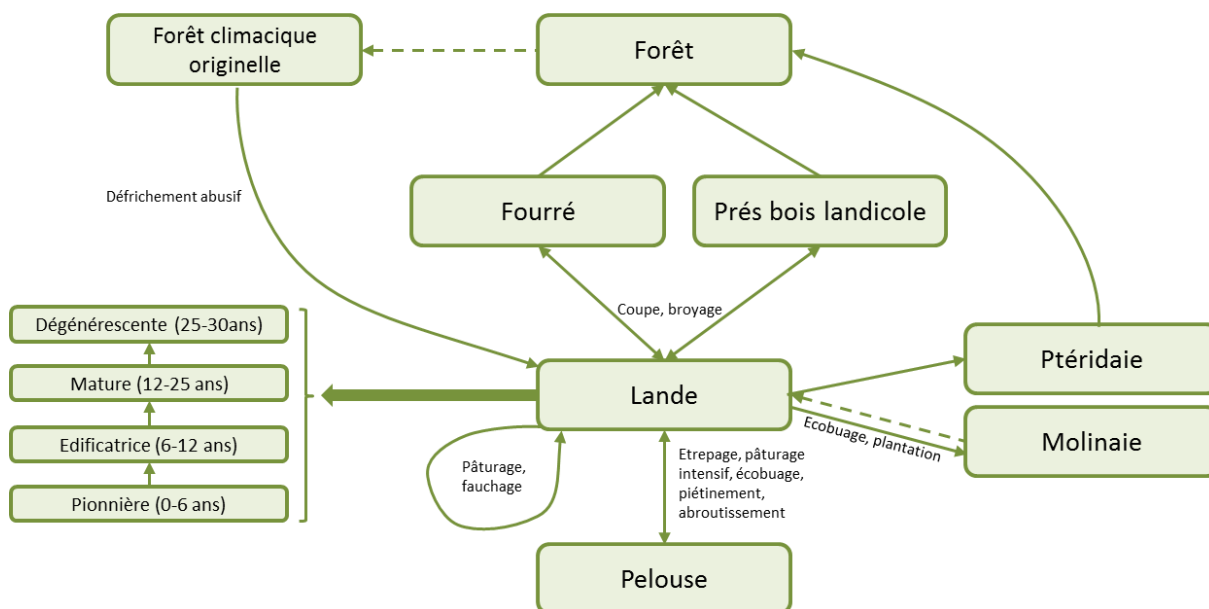 Forêt climacique
originelle
Forêt
Défrichement abusif
Fourré
Prés bois landicole
Coupe, broyage
Dégénérescente (25-30ans)
Mature (12-25 ans)
Edificatrice (6-12 ans)
Pionnière (0-6 ans)
Lande
Ptéridaie
Molinaie
Ecobuage, plantation
Pâturage,
fauchage
Etrepage, pâturage
intensif, écobuage,
piétinement,
abroutissement
Pelouse